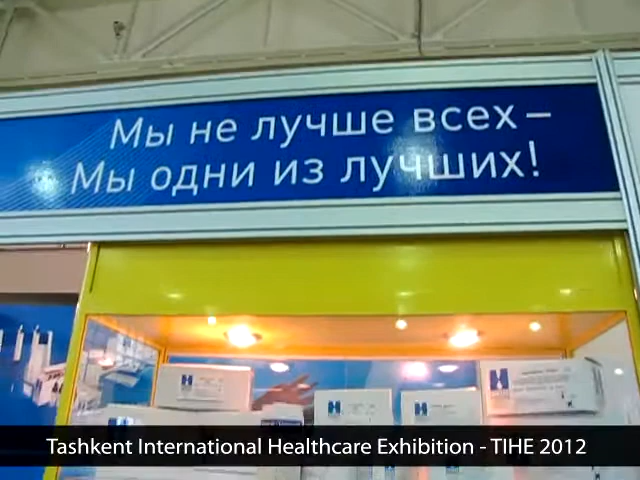 Мы не лучше всех –
Мы одни из лучших!
Tashkent International Healthcare Exhibition - TIHE 2012